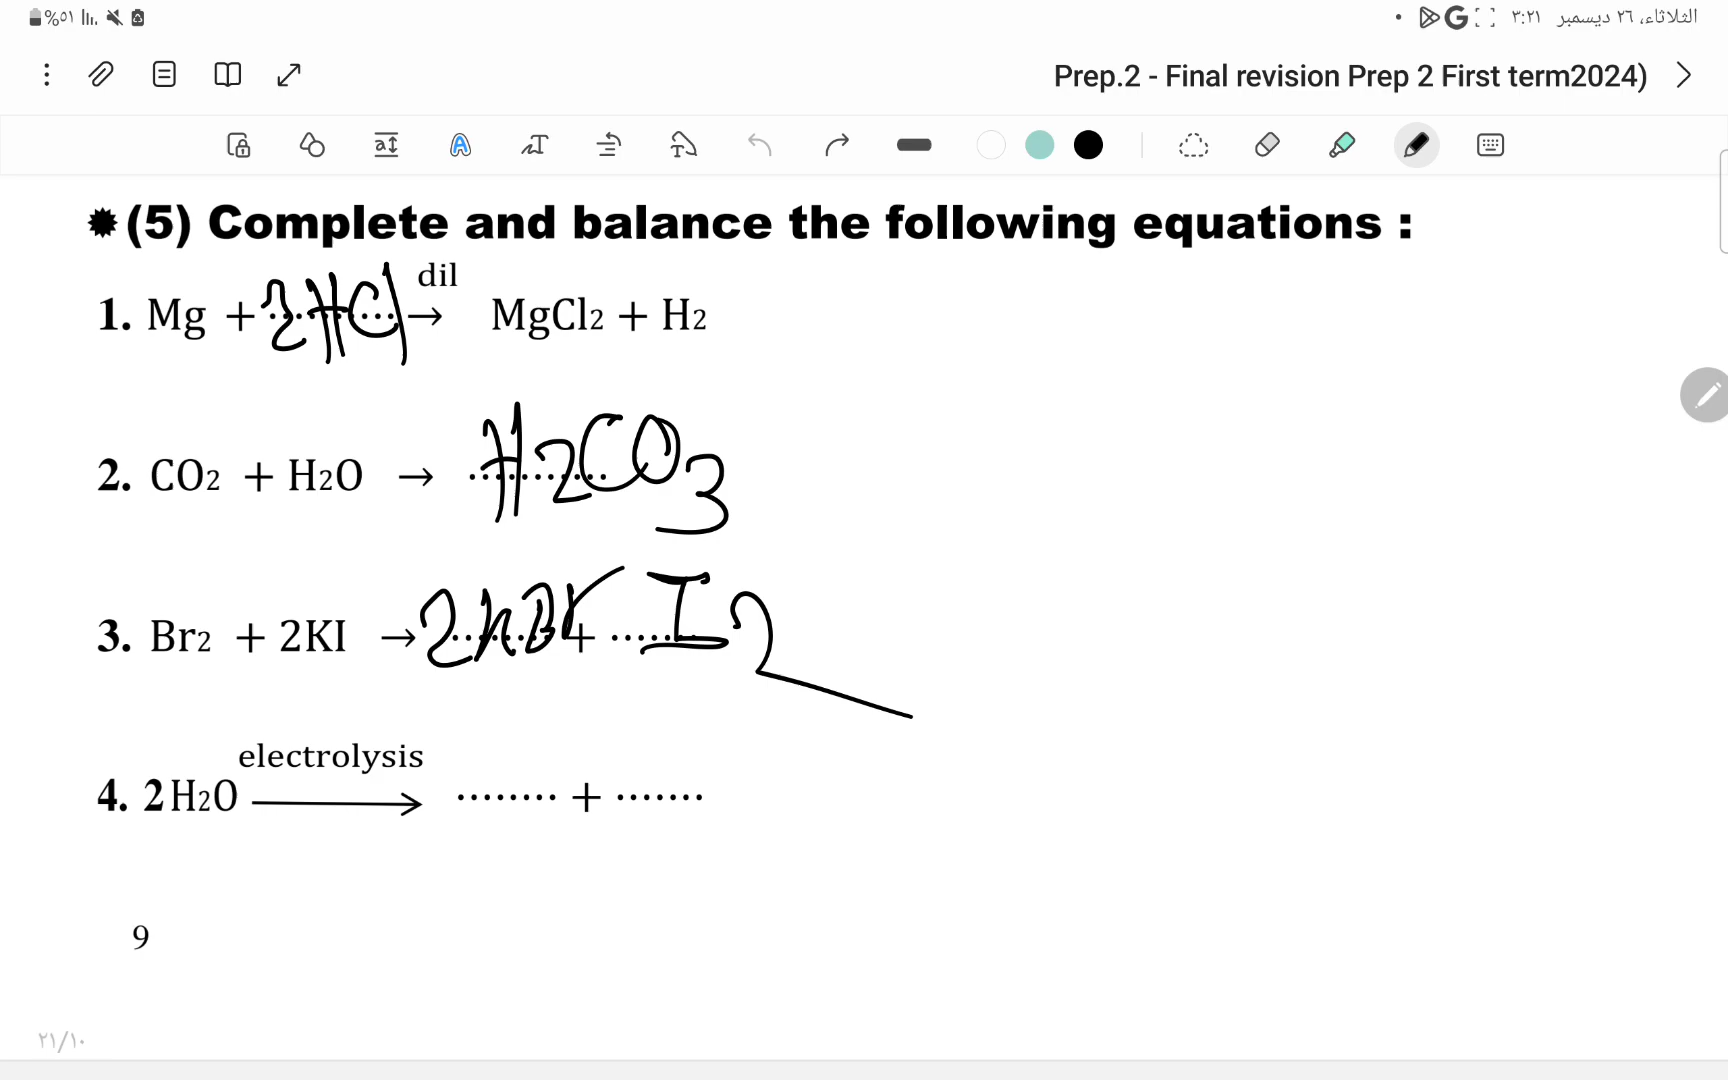 %٥١ الثلاثاء، ٢٦ ديسمبر ٣:٢١
Prep.2 - Final revision Prep 2 First term2024)
(5) Complete and balance the following equations :
dil
1. Mg + 2HCl → MgCl2 + H2
2. CO2 + H2O → H2CO3
3. Br2 + 2KI → 2KBr + I2
electrolysis
4. 2H2O → ........ + .......
9
٢١/١٠